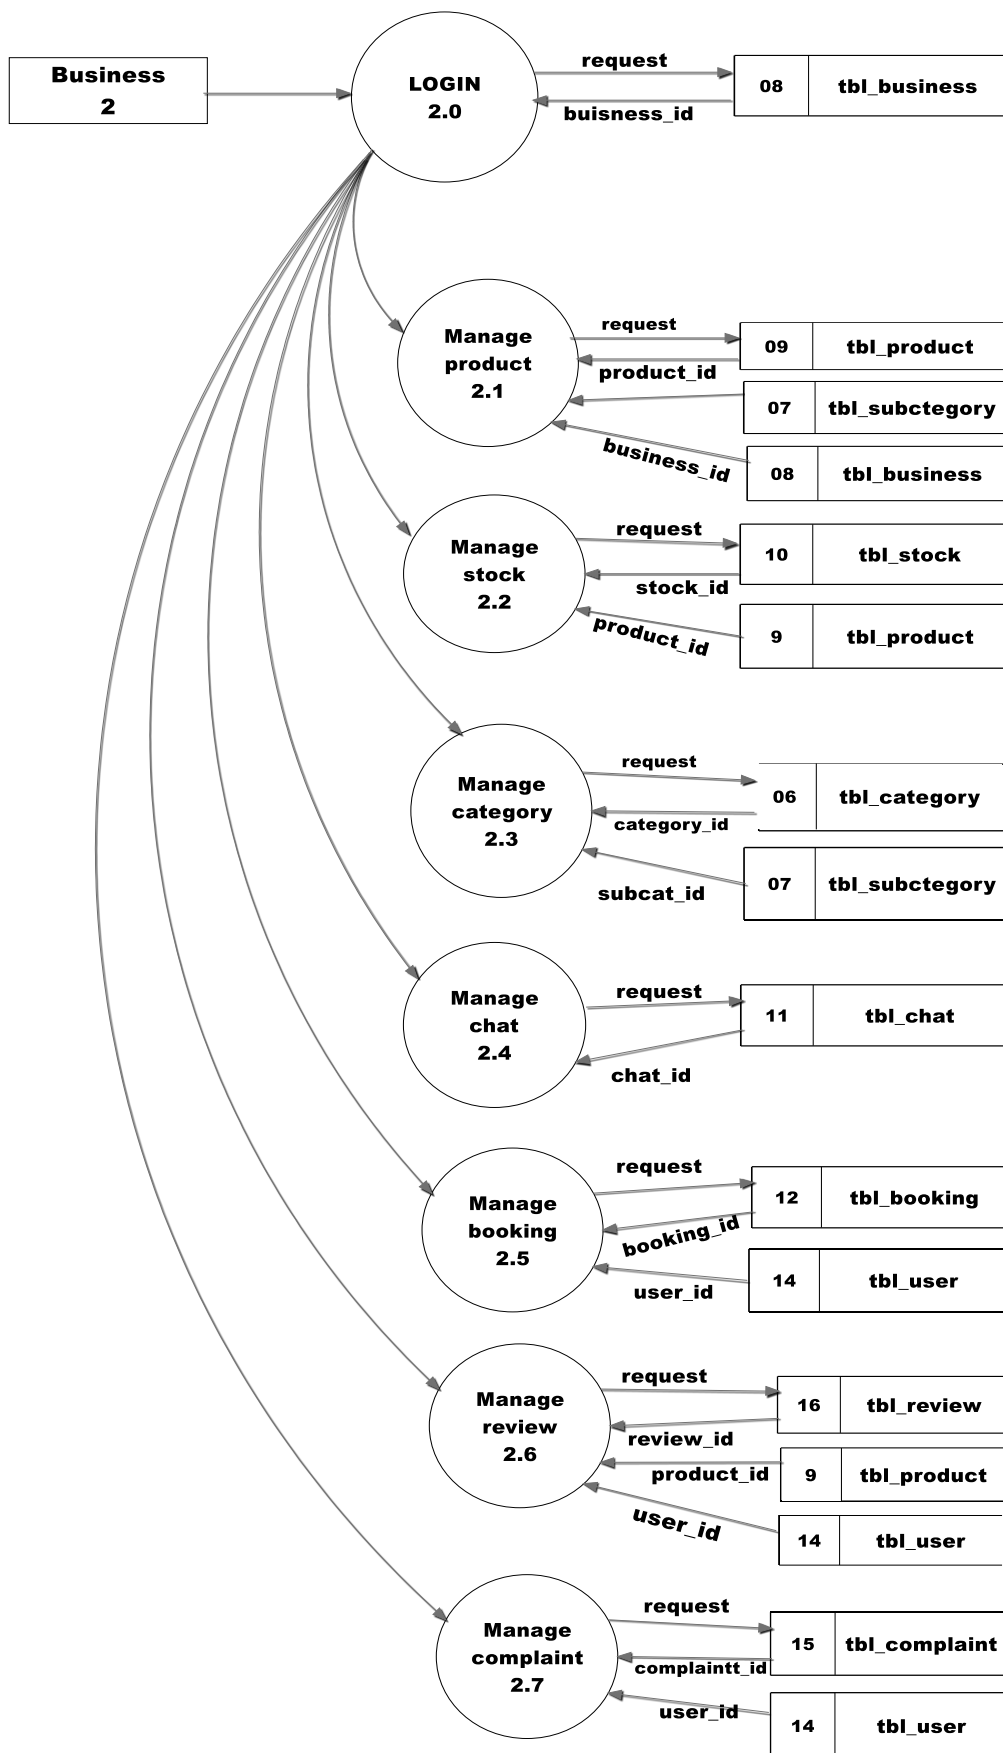 Business
2
LOGIN
2.0
request
buisness_id
08
tbl_business
Manage
product
2.1
request
product_id
business_id
09
tbl_product
07
tbl_subctegory
08
tbl_business
Manage
stock
2.2
request
stock_id
product_id
10
tbl_stock
9
tbl_product
Manage
category
2.3
request
category_id
subcat_id
06
tbl_category
07
tbl_subctegory
Manage
chat
2.4
request
chat_id
11
tbl_chat
Manage
booking
2.5
request
booking_id
user_id
12
tbl_booking
14
tbl_user
Manage
review
2.6
request
review_id
product_id
user_id
16
tbl_review
9
tbl_product
14
tbl_user
Manage
complaint
2.7
request
complaintt_id
user_id
15
tbl_complaint
14
tbl_user